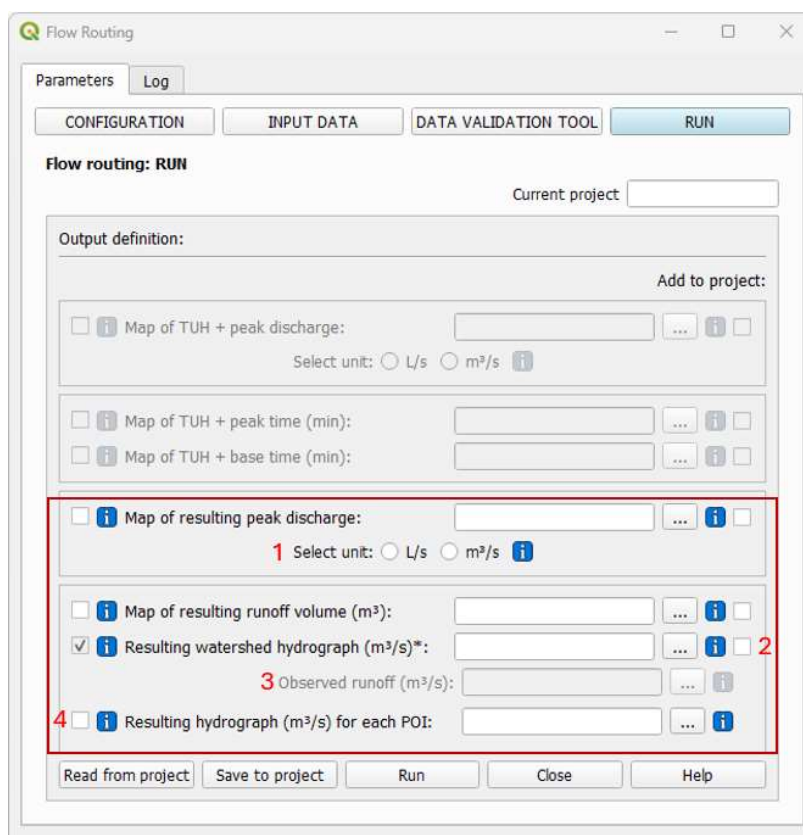 Flow Routing
Parameters Log
CONFIGURATION INPUT DATA DATA VALIDATION TOOL RUN
Flow routing: RUN
Current project
Output definition:
Add to project:
i Map of TUH + peak discharge: ... i
Select unit: L/s m³/s i
i Map of TUH + peak time (min): ... i
i Map of TUH + base time (min): ... i
i Map of resulting peak discharge: ... i
1 Select unit: L/s m³/s i
i Map of resulting runoff volume (m³): ... i
i Resulting watershed hydrograph (m³/s)*: ... i 2
3 Observed runoff (m³/s): ... i
4 i Resulting hydrograph (m³/s) for each POI: ... i
Read from project Save to project Run Close Help